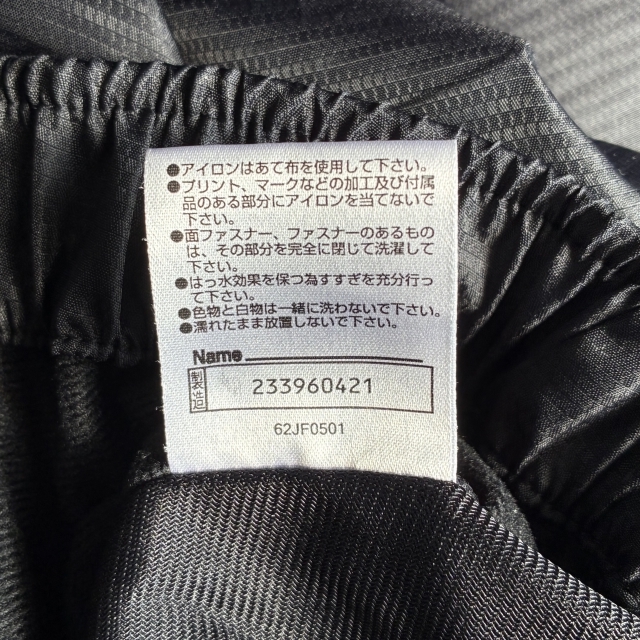 ●アイロンはあて布を使用して下さい。
●プリント、マークなどの加工及び付属
品のある部分にアイロンを当てないで
下さい。
●面ファスナー、ファスナーのあるもの
は、その部分を完全に閉じて洗濯して
下さい。
●はっ水効果を保つ為すすぎを充分行っ
て下さい。
●色物と白物は一緒に洗わないで下さい。
●濡れたまま放置しないで下さい。
Name
製造 233960421
62JF0501